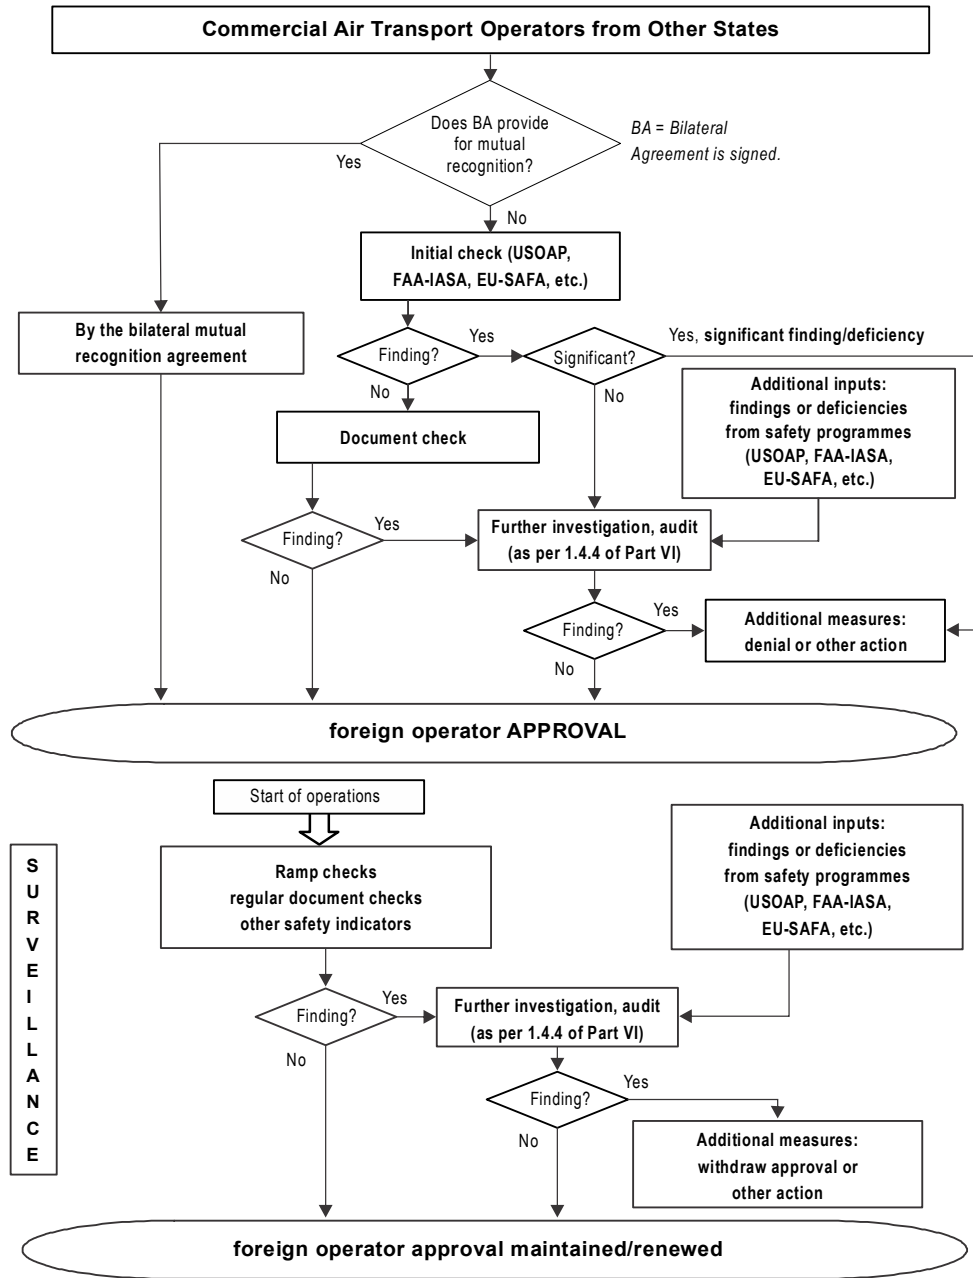 Commercial Air Transport Operators from Other States
Does BA provide
for mutual
recognition?
BA = Bilateral
Agreement is signed.
Yes
No
Initial check (USOAP,
FAA-IASA, EU-SAFA, etc.)
By the bilateral mutual
recognition agreement
Finding?
Yes
Significant?
Yes, significant finding/deficiency
No
No
Additional inputs:
findings or deficiencies
from safety programmes
(USOAP, FAA-IASA,
EU-SAFA, etc.)
Document check
Finding?
Yes
No
Further investigation, audit
(as per 1.4.4 of Part VI)
Finding?
Yes
No
Additional measures:
denial or other action
foreign operator APPROVAL
Start of operations
SURVEILLANCE
Ramp checks
regular document checks
other safety indicators
Additional inputs:
findings or deficiencies
from safety programmes
(USOAP, FAA-IASA,
EU-SAFA, etc.)
Finding?
Yes
No
Further investigation, audit
(as per 1.4.4 of Part VI)
Finding?
Yes
No
Additional measures:
withdraw approval or
other action
foreign operator approval maintained/renewed